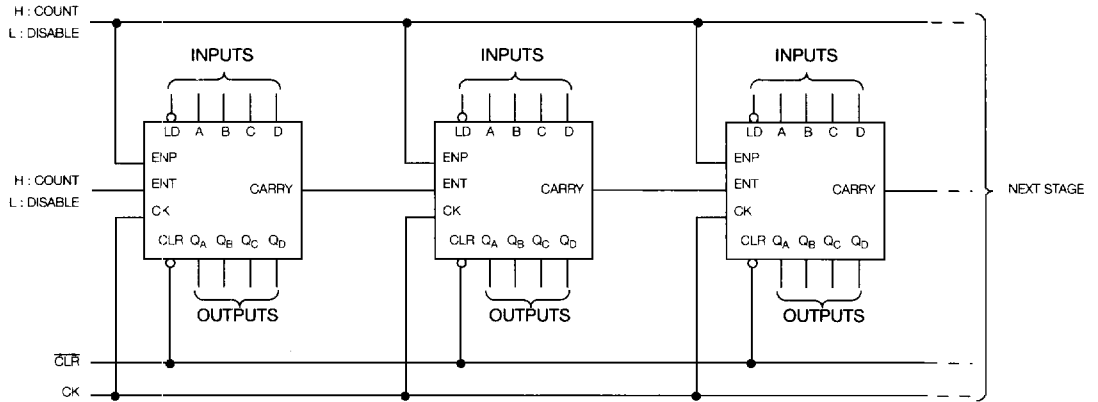 H : COUNT
L : DISABLE
INPUTS INPUTS INPUTS
LD A B C D LD A B C D LD A B C D
ENP ENP ENP
H : COUNT
L : DISABLE
ENT CARRY ENT CARRY ENT CARRY
NEXT STAGE
CK CK CK
CLR QA QB QC QD CLR QA QB QC QD CLR QA QB QC QD
OUTPUTS OUTPUTS OUTPUTS
CLR
CK